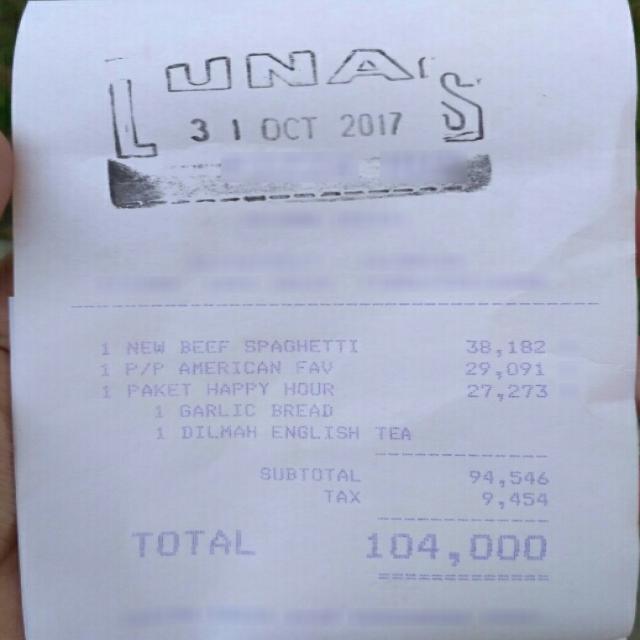 LUNAS
31 OCT 2017
1 NEW BEEF SPAGHETTI 38,182
1 P/P AMERICAN FAV 29,091
1 PAKET HAPPY HOUR 27,273
1 GARLIC BREAD
1 DILMAH ENGLISH TEA
SUBTOTAL 94,546
TAX 9,454
TOTAL 104,000